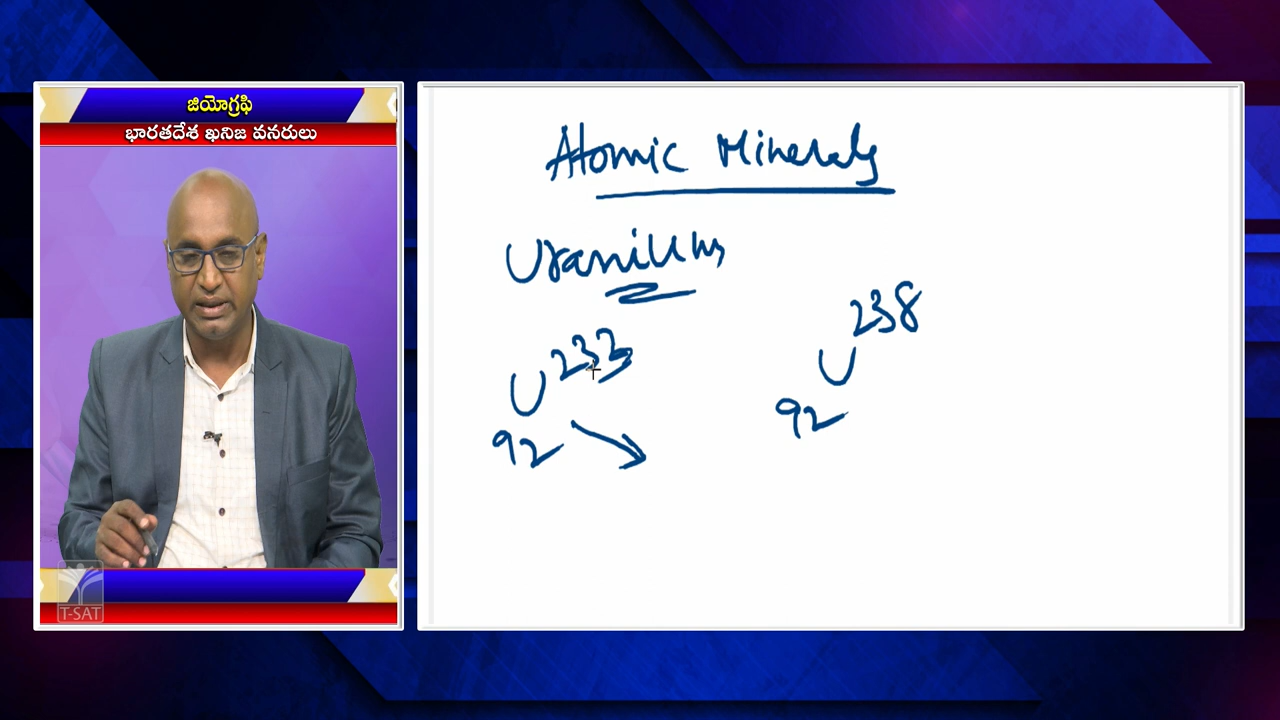 జియోగ్రఫి
భారతదేశ ఖనిజ వనరులు
Atomic Minerals
Uranium
U 233
92
U 238
92
T-SAT